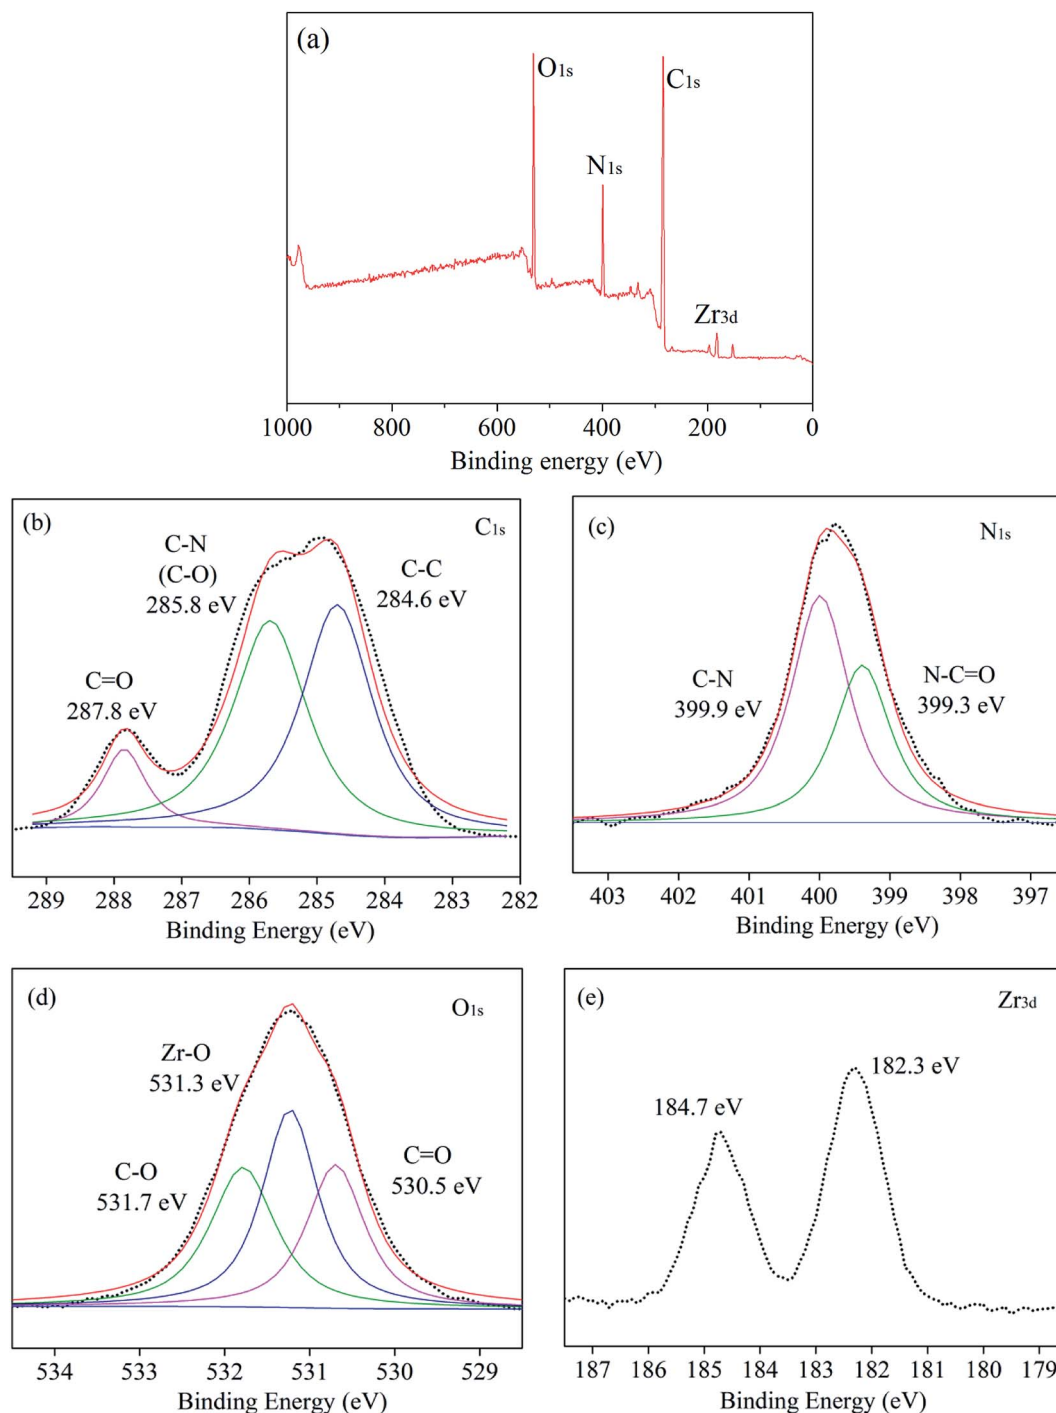 (a)
O1s
C1s
N1s
Zr3d
1000 800 600 400 200 0
Binding energy (eV)
(b)
C1s
C-N
(C-O)
285.8 eV
C-C
284.6 eV
C=O
287.8 eV
289 288 287 286 285 284 283 282
Binding Energy (eV)
(c)
N1s
C-N
399.9 eV
N-C=O
399.3 eV
403 402 401 400 399 398 397
Binding Energy (eV)
(d)
O1s
Zr-O
531.3 eV
C-O
531.7 eV
C=O
530.5 eV
534 533 532 531 530 529
Binding Energy (eV)
(e)
Zr3d
182.3 eV
184.7 eV
187 186 185 184 183 182 181 180 179
Binding Energy (eV)